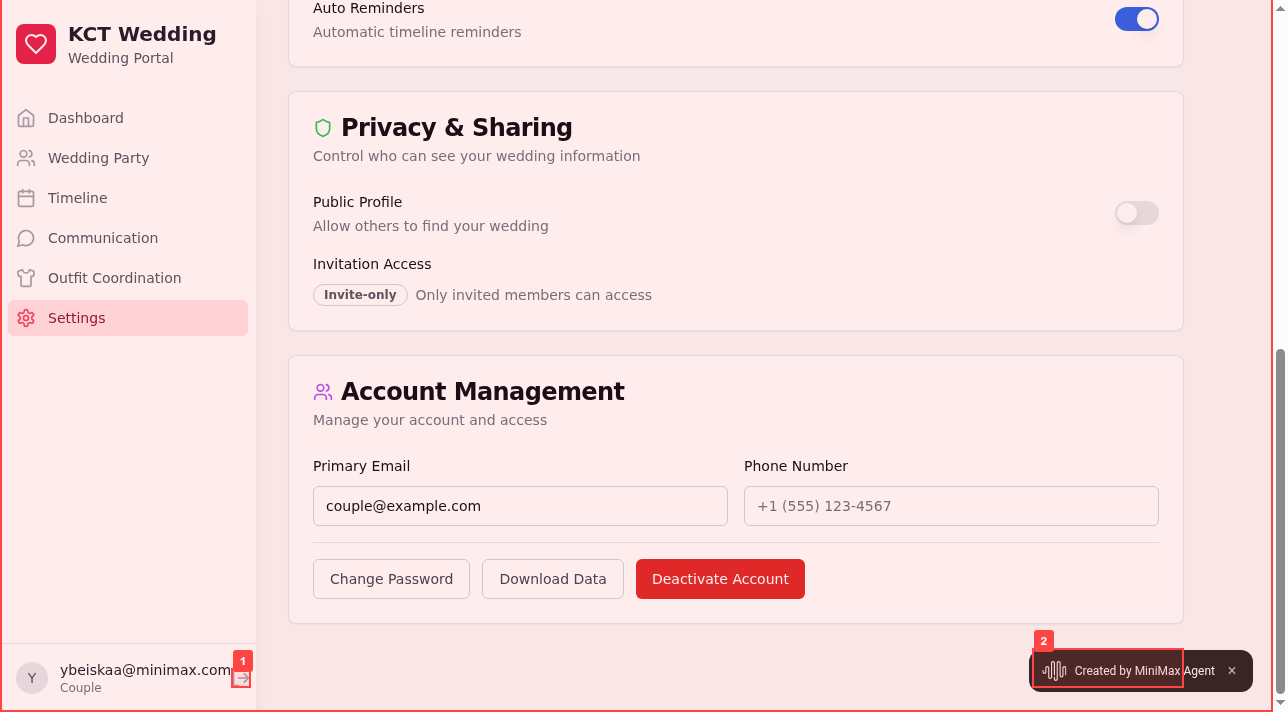 KCT Wedding
Wedding Portal
Dashboard
Wedding Party
Timeline
Communication
Outfit Coordination
Settings
ybeiskaa@minimax.com
Y
Couple
1
Auto Reminders
Automatic timeline reminders
Privacy & Sharing
Control who can see your wedding information
Public Profile
Allow others to find your wedding
Invitation Access
Invite-only Only invited members can access
Account Management
Manage your account and access
Primary Email Phone Number
couple@example.com +1 (555) 123-4567
Change Password Download Data Deactivate Account
2
Created by MiniMax Agent ×